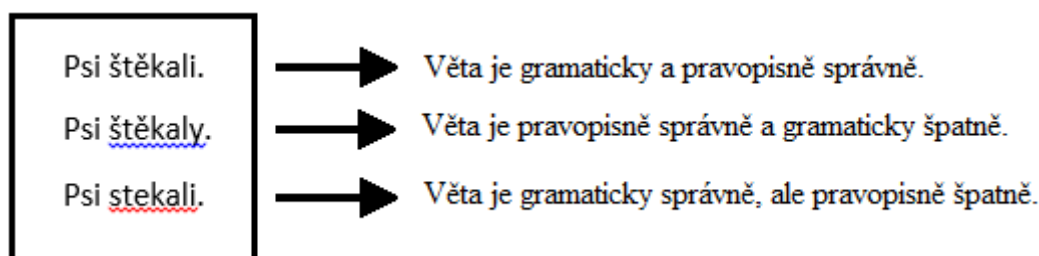 Psi štěkali. Věta je gramaticky a pravopisně správně.
Psi štěkaly. Věta je pravopisně správně a gramaticky špatně.
Psi stekali. Věta je gramaticky správně, ale pravopisně špatně.